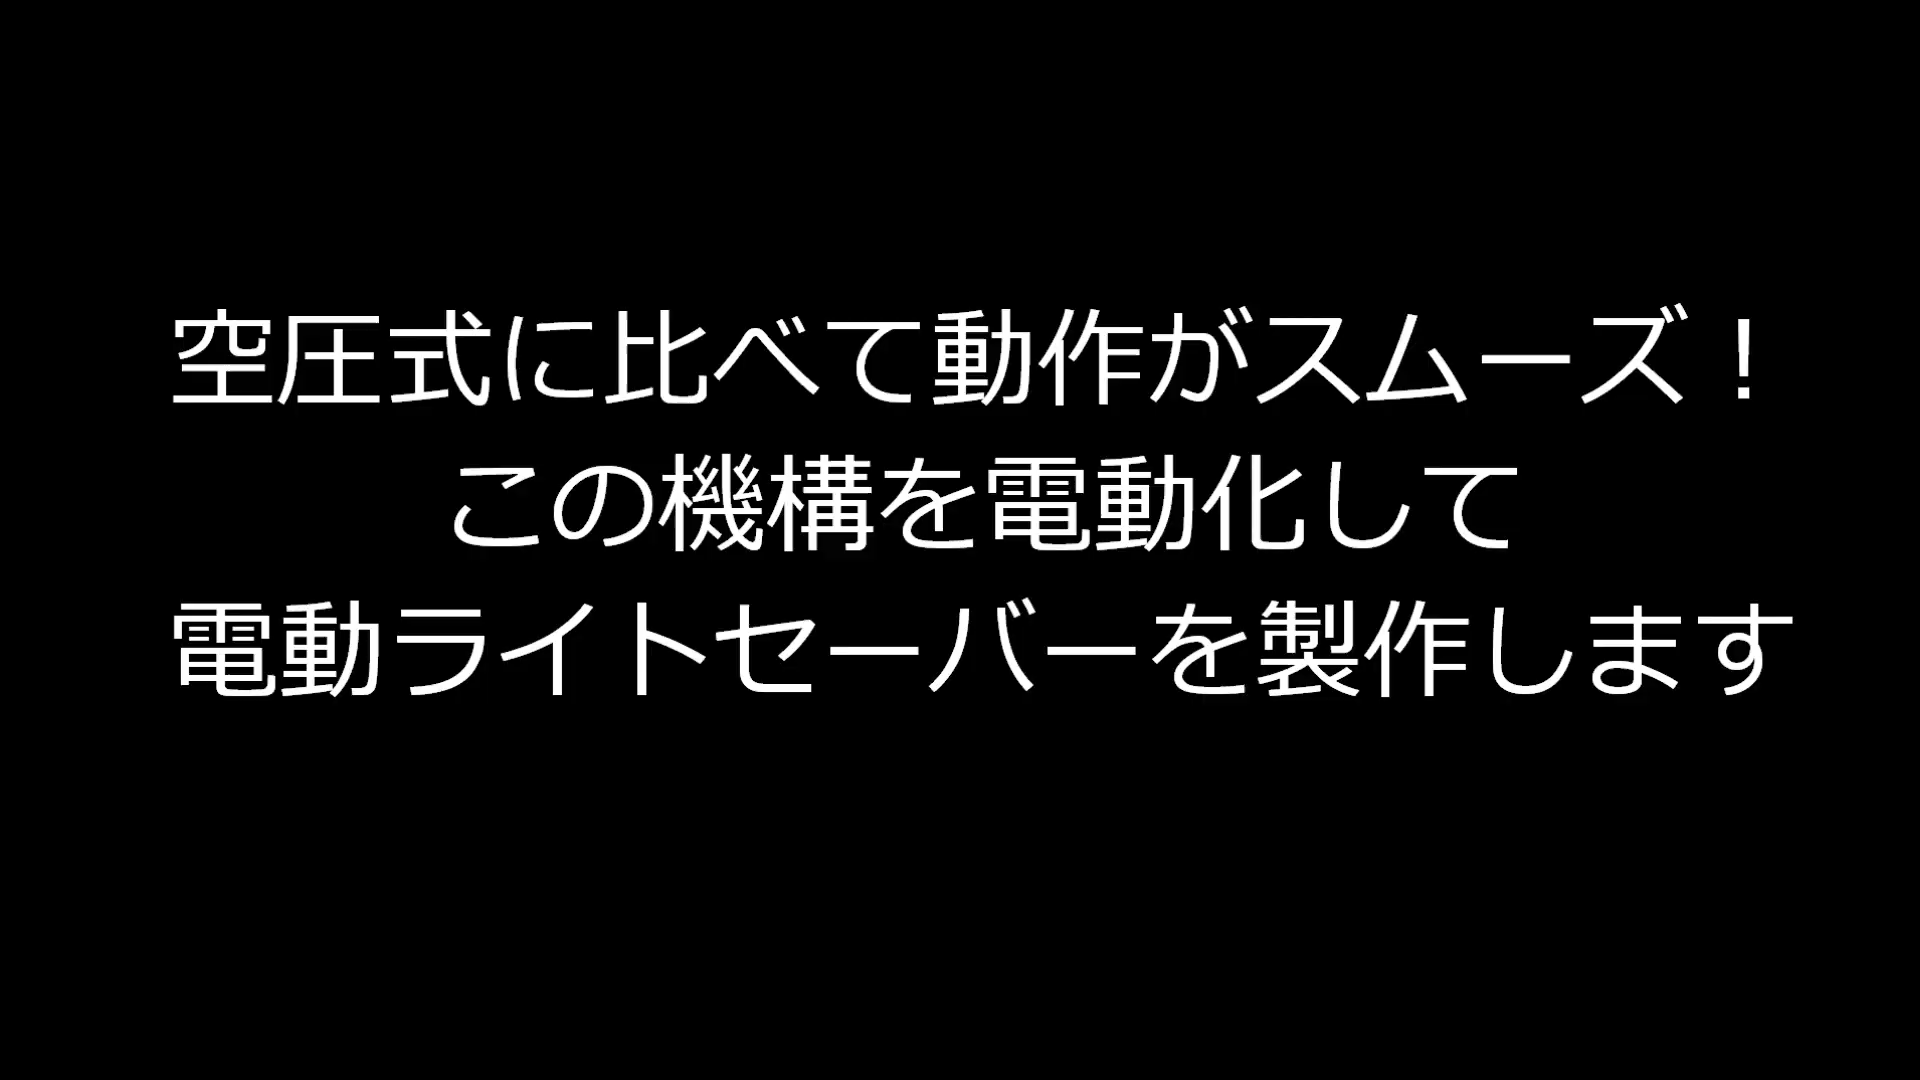 空圧式に比べて動作がスムーズ！
この機構を電動化して
電動ライトセーバーを製作します